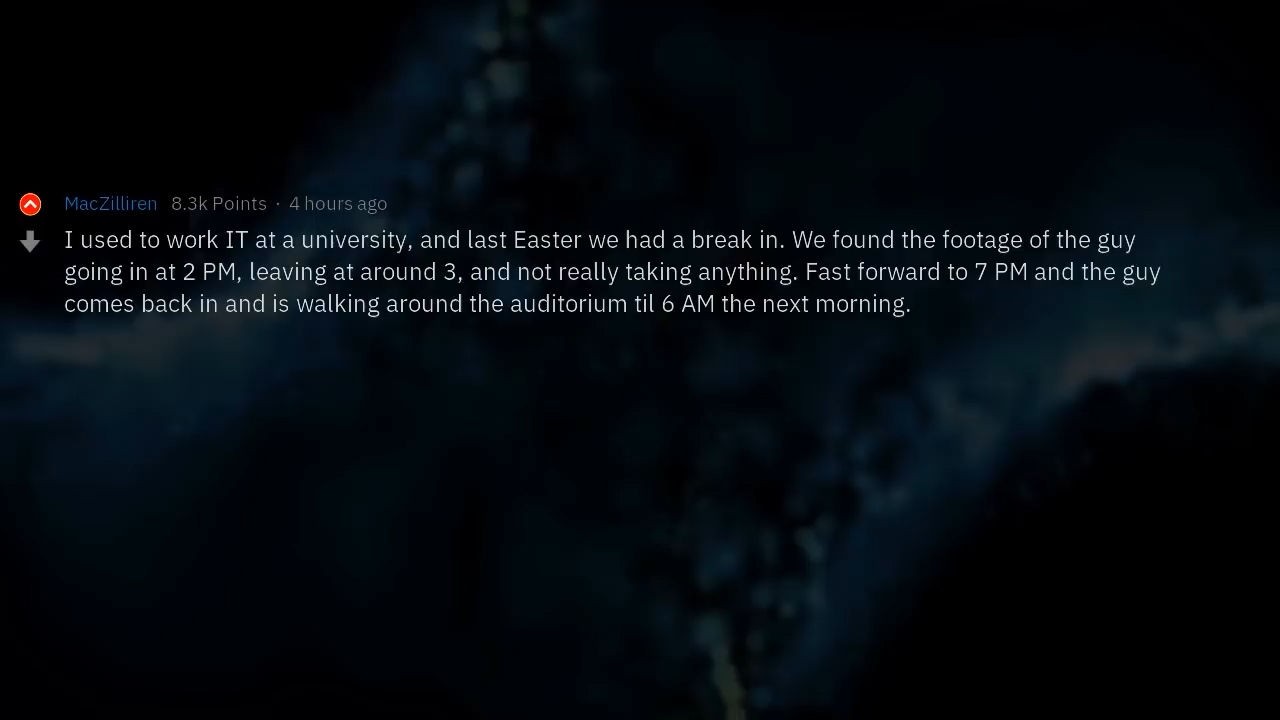 MacZilliren 8.3k Points · 4 hours ago
I used to work IT at a university, and last Easter we had a break in. We found the footage of the guy
going in at 2 PM, leaving at around 3, and not really taking anything. Fast forward to 7 PM and the guy
comes back in and is walking around the auditorium til 6 AM the next morning.